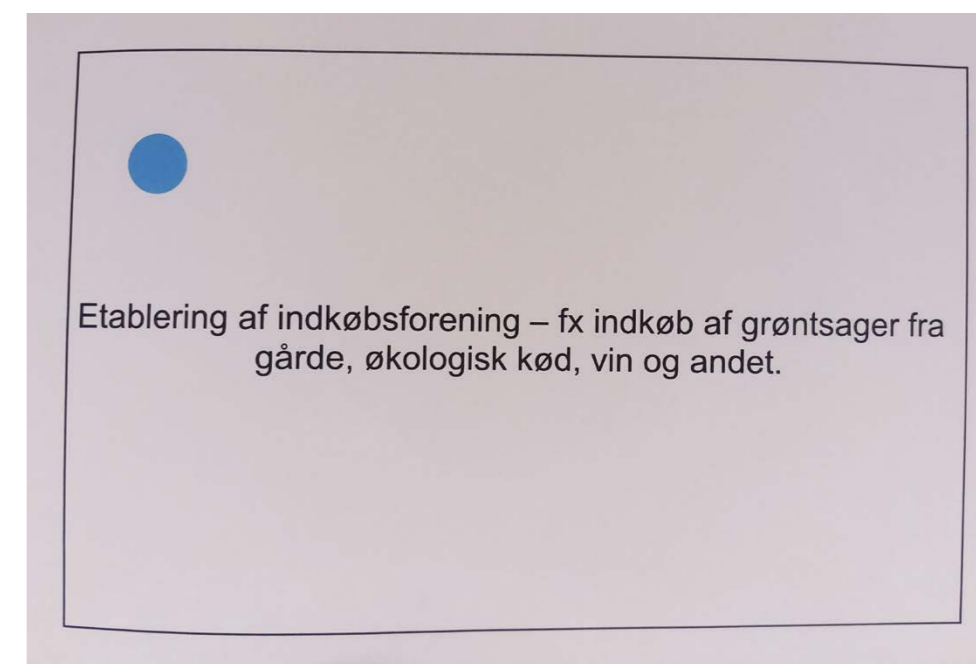 Etablering af indkøbsforening – fx indkøb af grøntsager fra
gårde, økologisk kød, vin og andet.